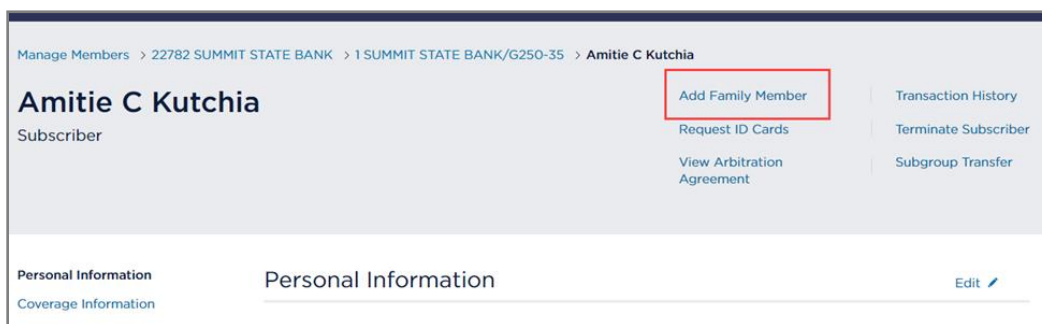 Manage Members > 22782 SUMMIT STATE BANK > 1 SUMMIT STATE BANK/G250-35 > Amitie C Kutchia
Amitie C Kutchia
Subscriber
Add Family Member
Transaction History
Request ID Cards
Terminate Subscriber
View Arbitration
Agreement
Subgroup Transfer
Personal Information
Coverage Information
Personal Information
Edit